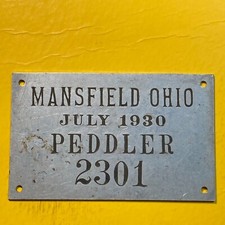 MANSFIELD OHIO
JULY 1930
PEDDLER
2301